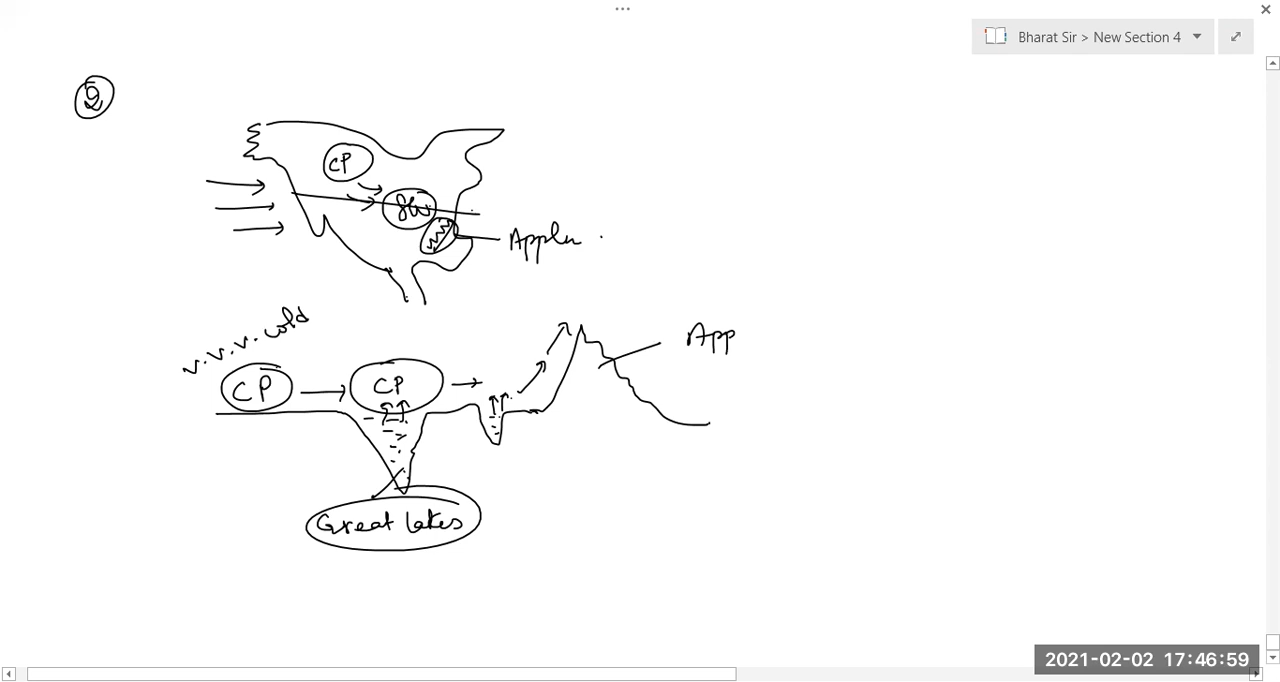 Bharat Sir > New Section 4
2
CP
Appla
v.v.v. cold
CP
CP
App
Great lakes
2021-02-02 17:46:59